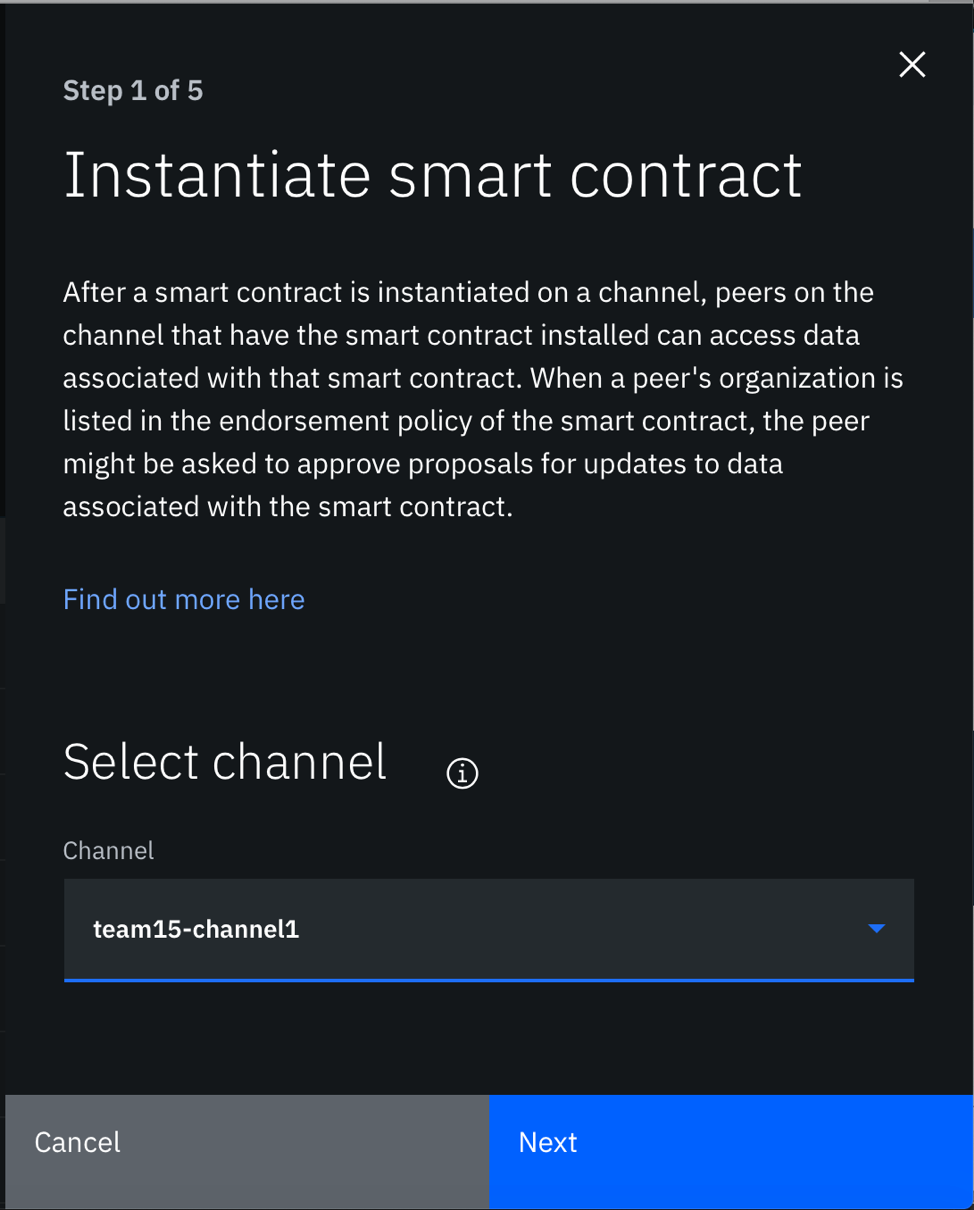 Step 1 of 5
Instantiate smart contract
After a smart contract is instantiated on a channel, peers on the
channel that have the smart contract installed can access data
associated with that smart contract. When a peer's organization is
listed in the endorsement policy of the smart contract, the peer
might be asked to approve proposals for updates to data
associated with the smart contract.
Find out more here
Select channel
Channel
team15-channel1
Cancel
Next